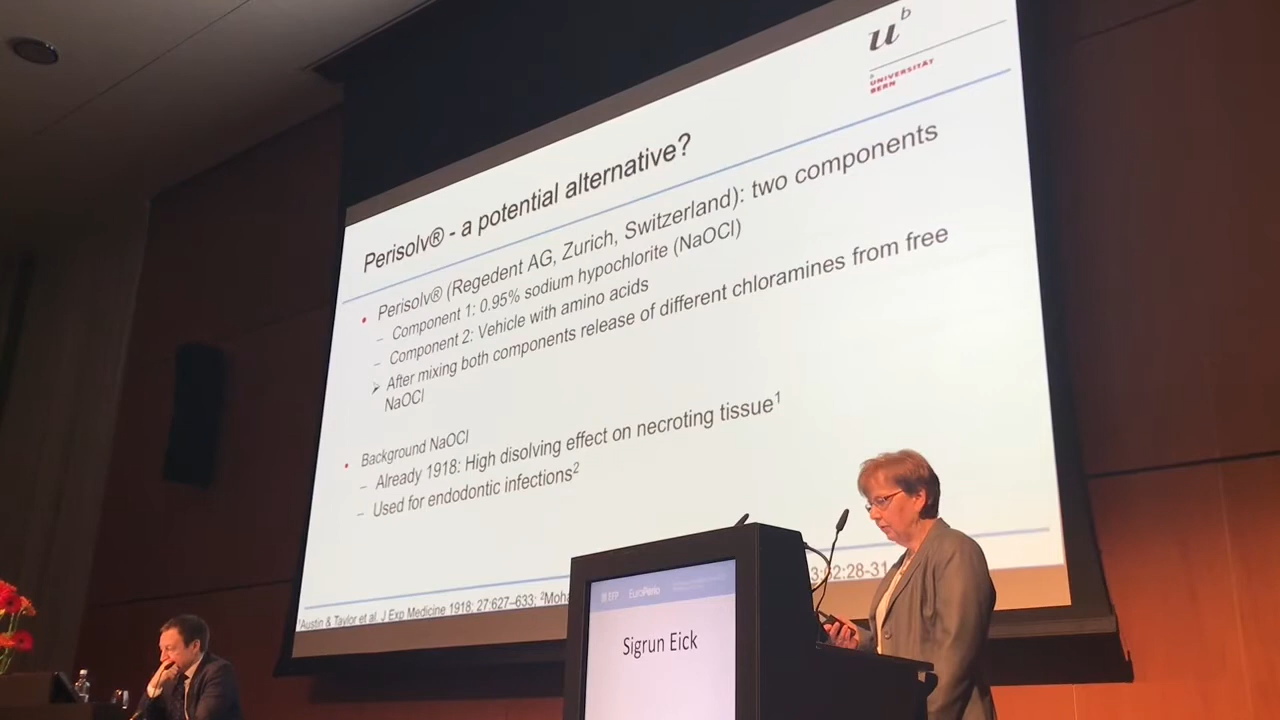 u
b
UNIVERSITÄT
BERN
Perisolv® - a potential alternative?
• Perisolv® (Regedent AG, Zurich, Switzerland): two components
– Component 1: 0.95% sodium hypochlorite (NaOCl)
– Component 2: Vehicle with amino acids
➢ After mixing both components release of different chloramines from free
NaOCl
• Background NaOCl
– Already 1918: High disolving effect on necroting tissue1
– Used for endodontic infections2
1Austin & Taylor et al. J Exp Medicine 1918; 27:627–633; 2Moha
3;62:28-31
EFP EuroPerio
Sigrun Eick